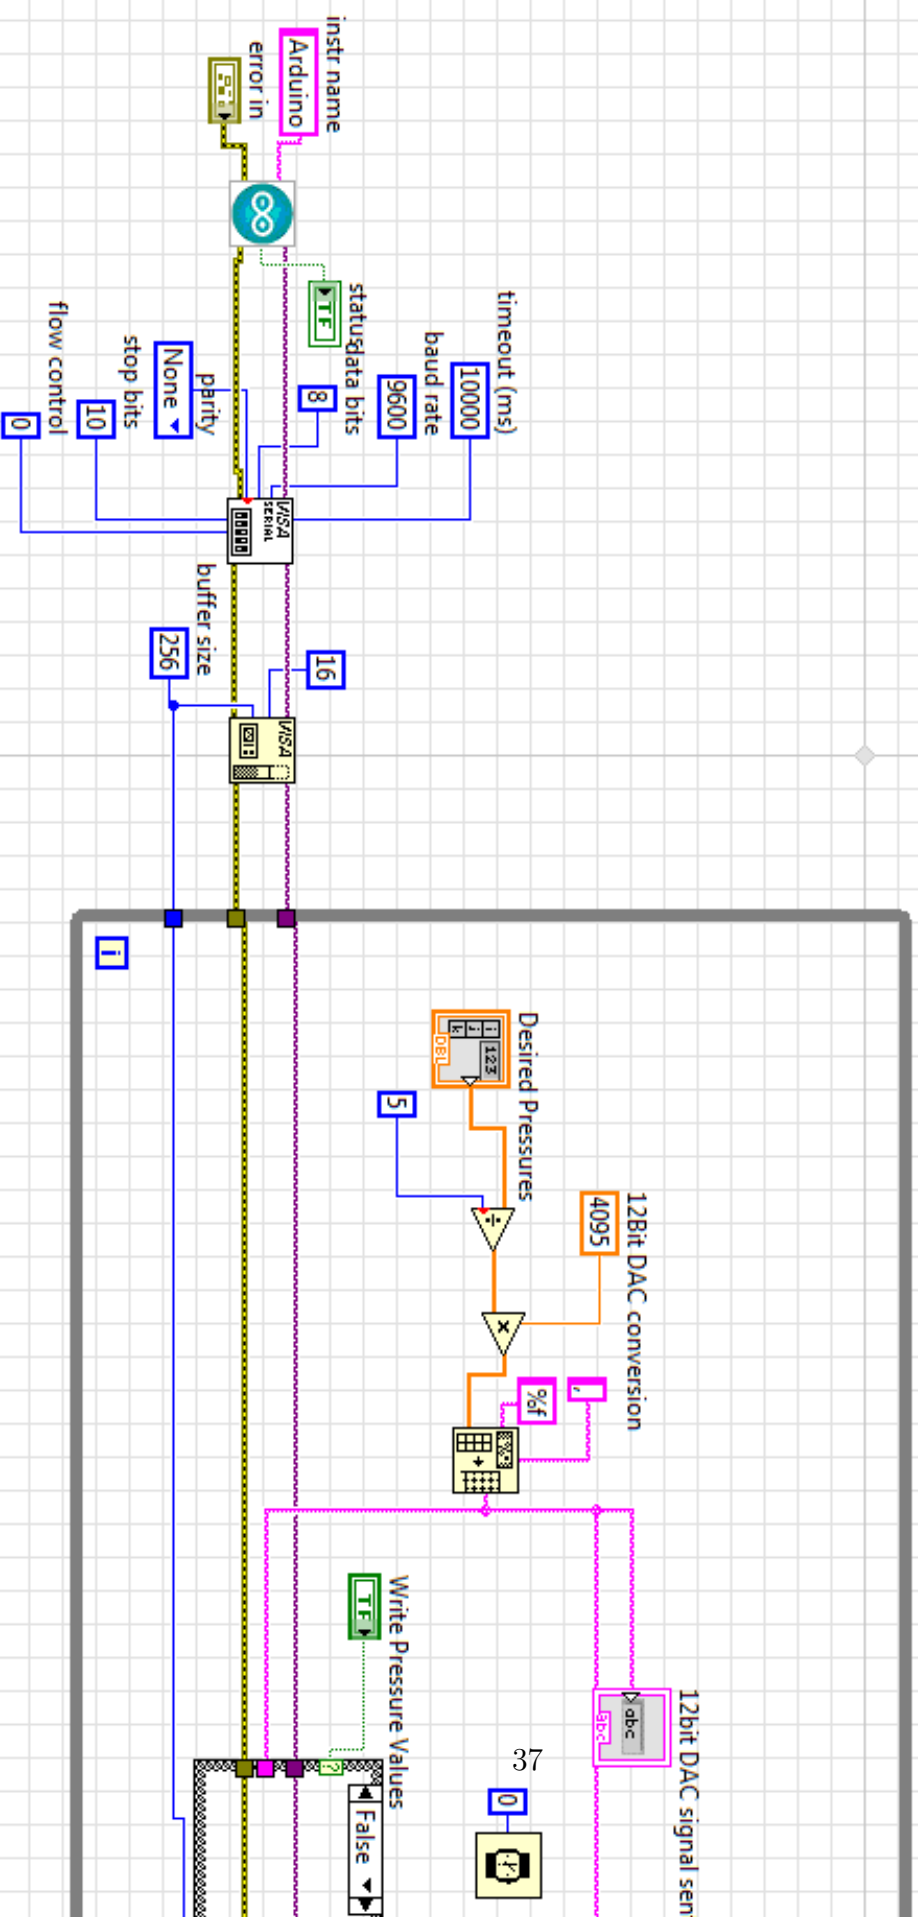 instr name
Arduino
error in
status
TF
timeout (ms)
10000
baud rate
9600
data bits
8
parity
None
stop bits
10
flow control
0
VISA
SERIAL
16
buffer size
256
VISA
i
Desired Pressures
i
j
k
123
DBL
5
÷
12Bit DAC conversion
4095
x
,
%f
Write Pressure Values
TF
?
False
12bit DAC signal sen
abc
abc
0
37